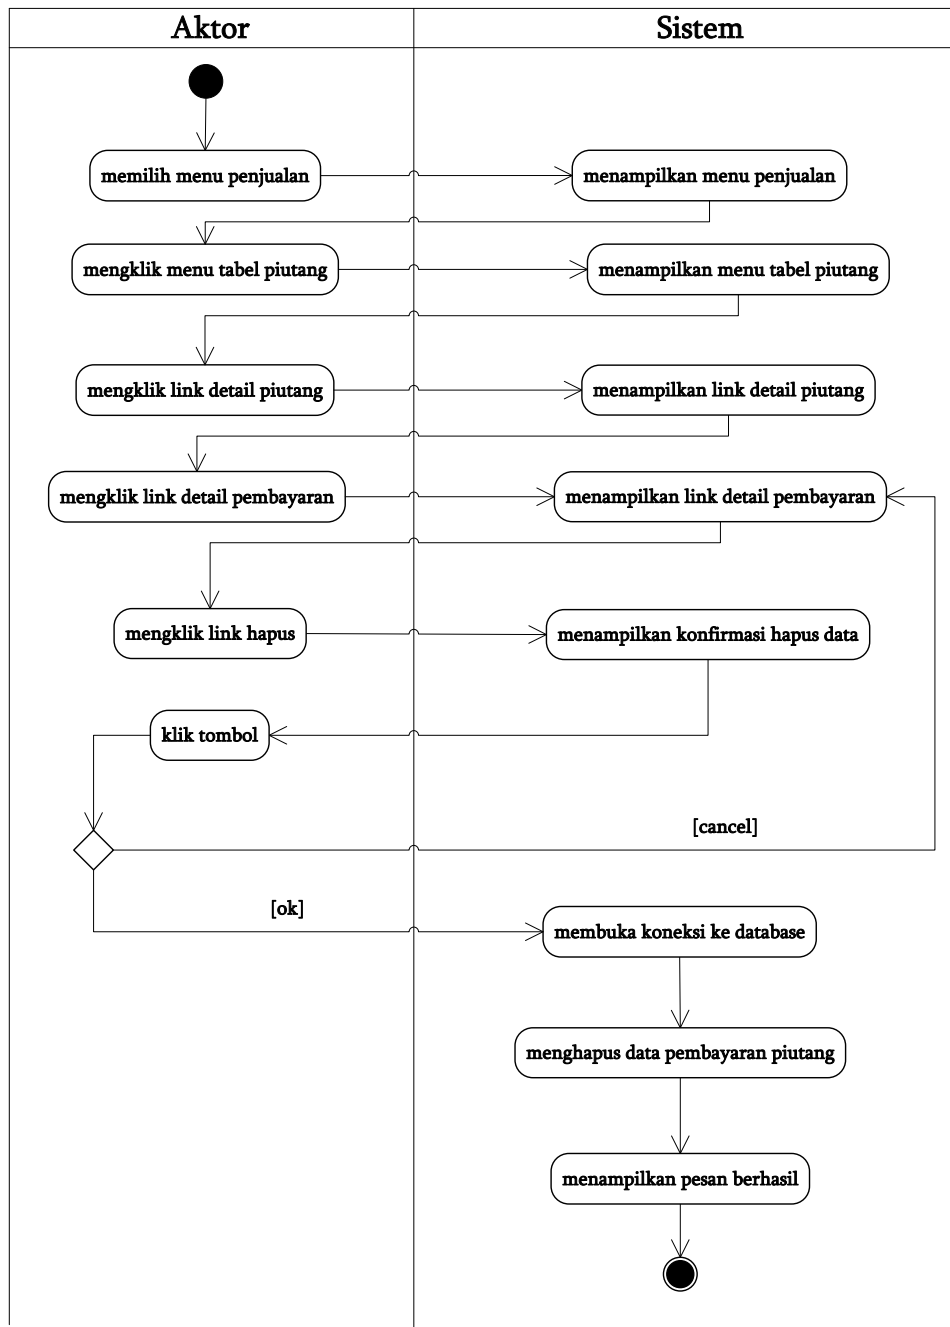 Aktor
Sistem
memilih menu penjualan
menampilkan menu penjualan
mengklik menu tabel piutang
menampilkan menu tabel piutang
mengklik link detail piutang
menampilkan link detail piutang
mengklik link detail pembayaran
menampilkan link detail pembayaran
mengklik link hapus
menampilkan konfirmasi hapus data
klik tombol
[cancel]
[ok]
membuka koneksi ke database
menghapus data pembayaran piutang
menampilkan pesan berhasil